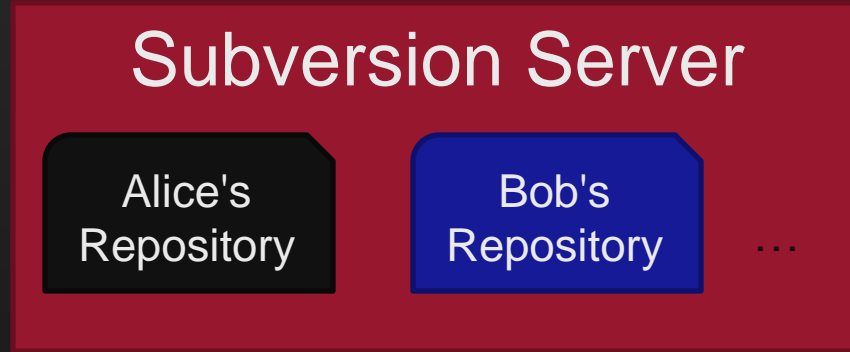 Subversion Server
Alice's
Repository
Bob's
Repository
...